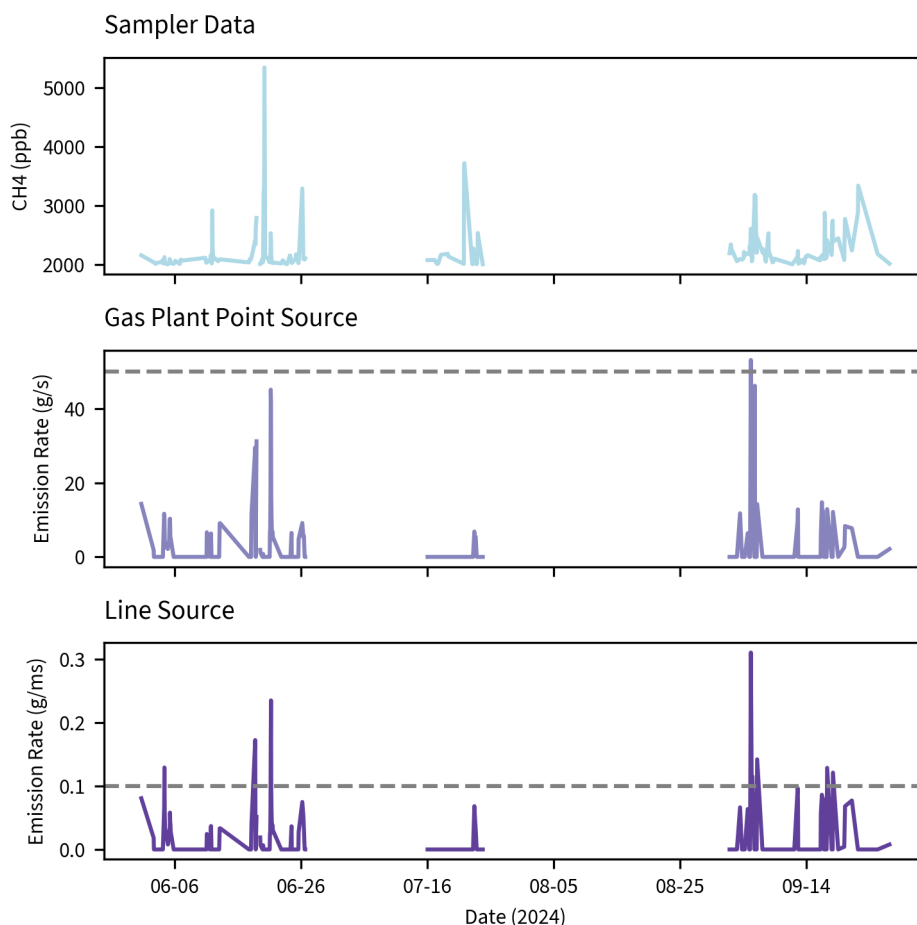 Sampler Data
CH4 (ppb)
5000
4000
3000
2000
Gas Plant Point Source
Emission Rate (g/s)
40
20
0
Line Source
Emission Rate (g/ms)
0.3
0.2
0.1
0.0
06-06 06-26 07-16 08-05 08-25 09-14
Date (2024)